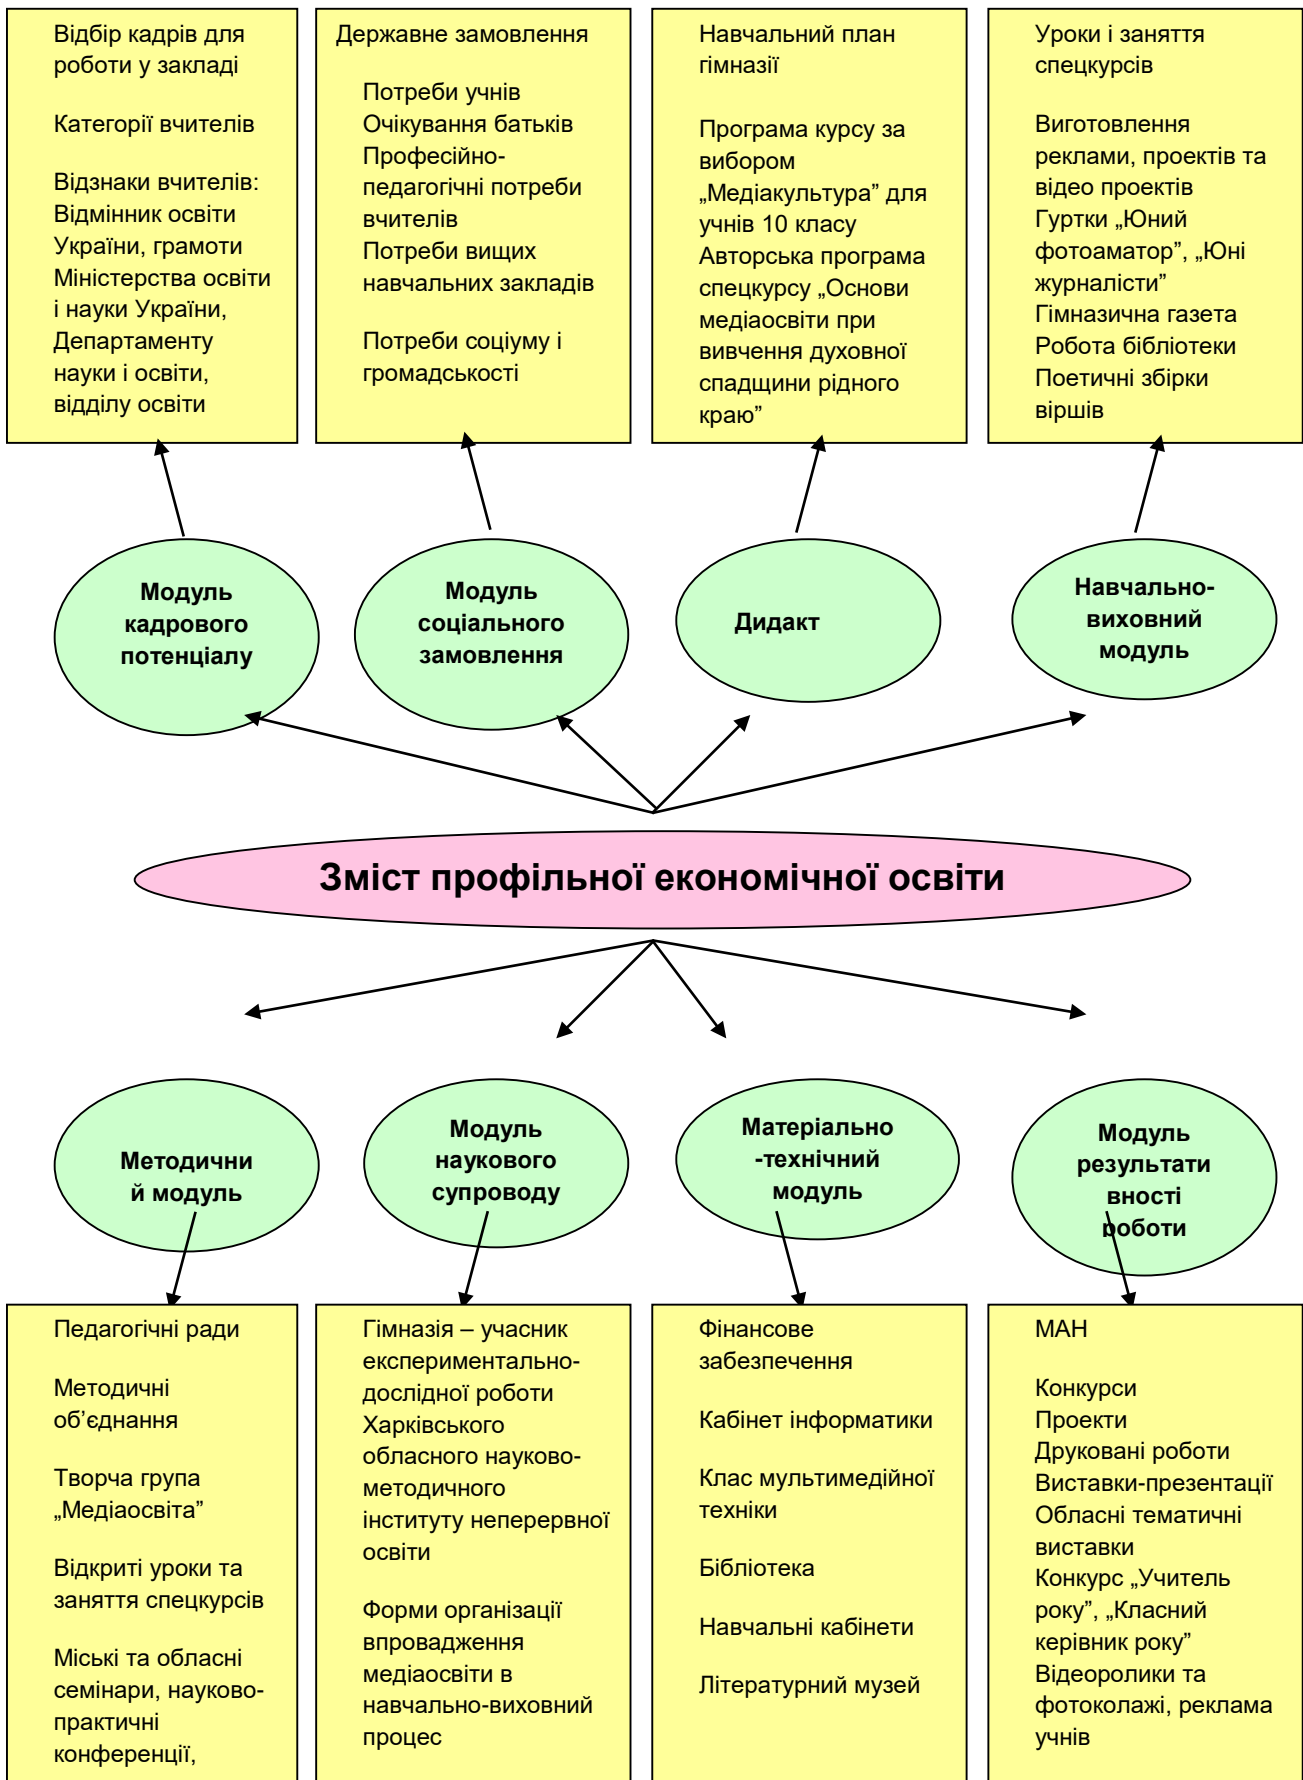 Відбір кадрів для
роботи у закладі
Категорії вчителів
Відзнаки вчителів:
Відмінник освіти
України, грамоти
Міністерства освіти
і науки України,
Департаменту
науки і освіти,
відділу освіти
Державне замовлення
Потреби учнів
Очікування батьків
Професійно-
педагогічні потреби
вчителів
Потреби вищих
навчальних закладів
Потреби соціуму і
громадськості
Навчальний план
гімназії
Програма курсу за
вибором
„Медіакультура” для
учнів 10 класу
Авторська програма
спецкурсу „Основи
медіаосвіти при
вивчення духовної
спадщини рідного
краю”
Уроки і заняття
спецкурсів
Виготовлення
реклами, проектів та
відео проектів
Гуртки „Юний
фотоаматор”, „Юні
журналісти”
Гімназична газета
Робота бібліотеки
Поетичні збірки
віршів
Модуль
кадрового
потенціалу
Модуль
соціального
замовлення
Дидакт
Навчально-
виховний
модуль
Зміст профільної економічної освіти
Методични
й модуль
Модуль
наукового
супроводу
Матеріально
-технічний
модуль
Модуль
результати
вності
роботи
Педагогічні ради
Методичні
об’єднання
Творча група
„Медіаосвіта”
Відкриті уроки та
заняття спецкурсів
Міські та обласні
семінари, науково-
практичні
конференції,
Гімназія – учасник
експериментально-
дослідної роботи
Харківського
обласного науково-
методичного
інституту неперервної
освіти
Форми організації
впровадження
медіаосвіти в
навчально-виховний
процес
Фінансове
забезпечення
Кабінет інформатики
Клас мультимедійної
техніки
Бібліотека
Навчальні кабінети
Літературний музей
МАН
Конкурси
Проекти
Друковані роботи
Виставки-презентації
Обласні тематичні
виставки
Конкурс „Учитель
року”, „Класний
керівник року”
Відеоролики та
фотоколажі, реклама
учнів